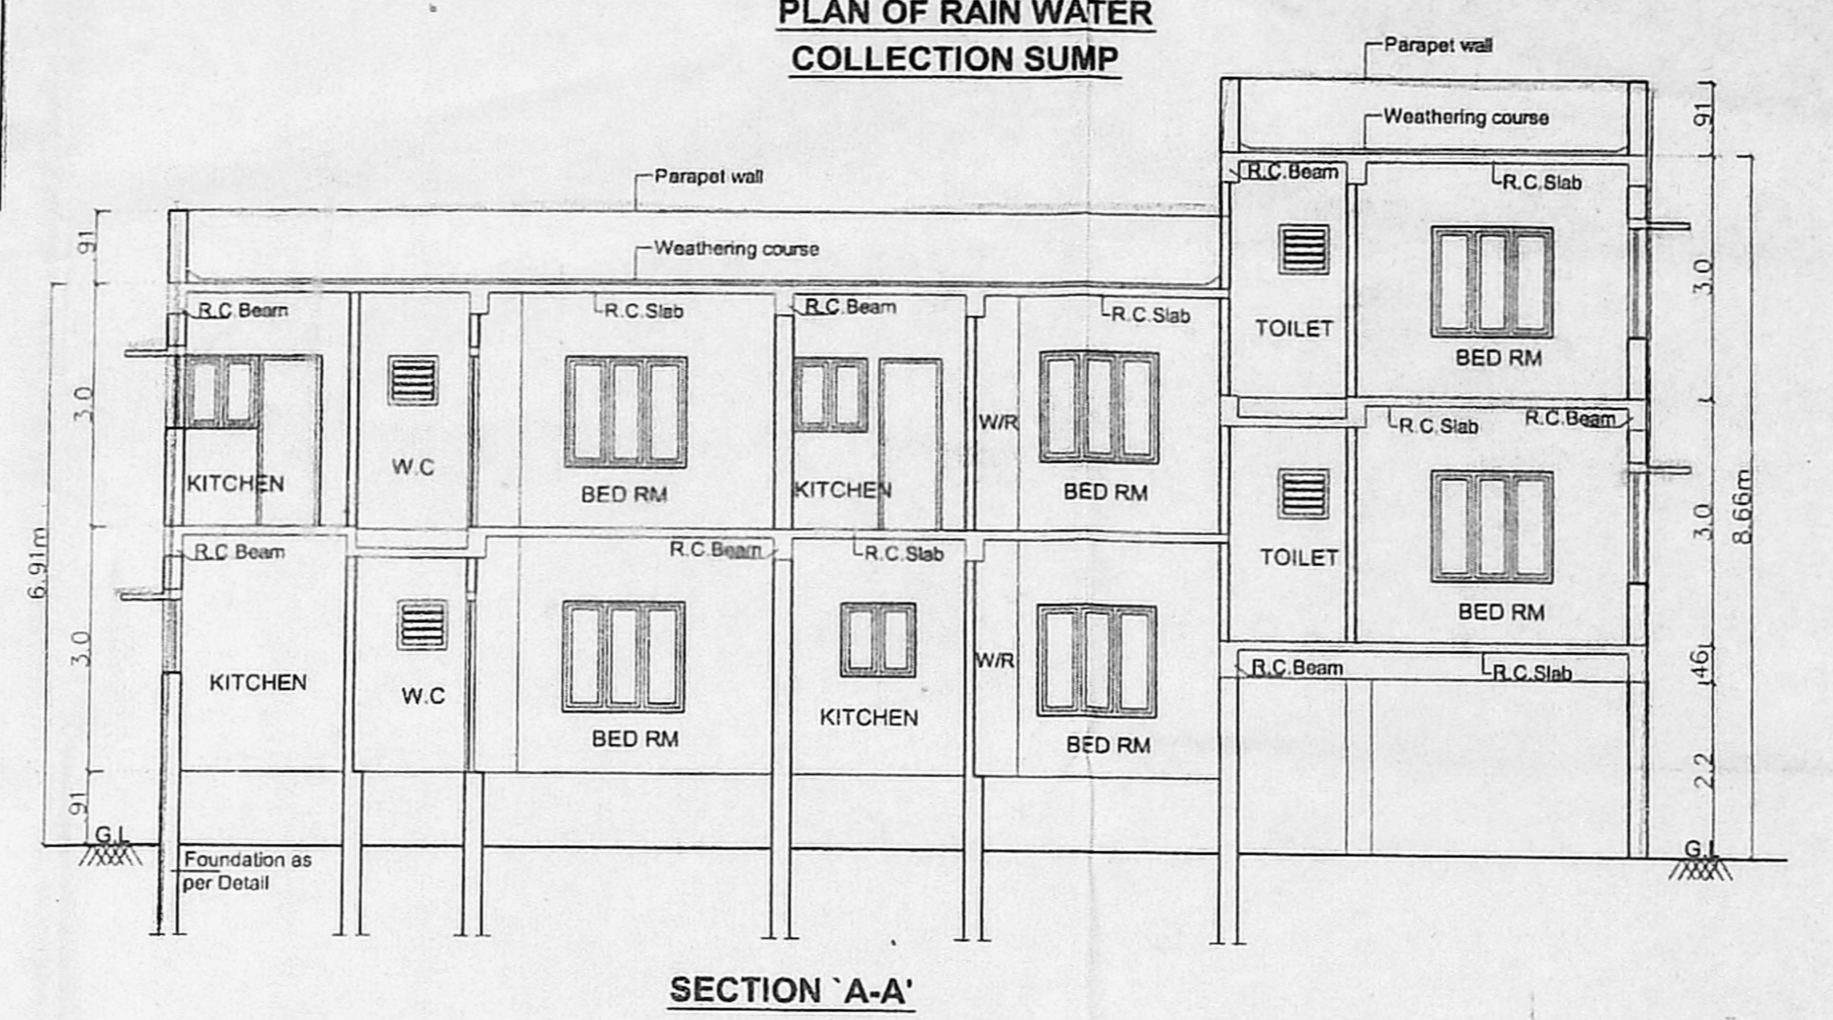 PLAN OF RAIN WATER
COLLECTION SUMP
Parapet wall
Weathering course
R.C.Beam
R.C.Slab
Parapet wall
Weathering course
91
91
3.0
TOILET
BED RM
R.C.Beam
R.C.Slab
R.C.Beam
R.C.Slab
3.0
KITCHEN
W.C
BED RM
KITCHEN
W/R
BED RM
R.C.Slab
R.C.Beam
3.0
8.66m
TOILET
BED RM
6.91m
R.C.Beam
R.C.Beam
R.C.Slab
3.0
KITCHEN
W.C
BED RM
KITCHEN
W/R
BED RM
R.C.Beam
R.C.Slab
46
2.2
91
G.L
G.L
Foundation as
per Detail
SECTION `A-A'